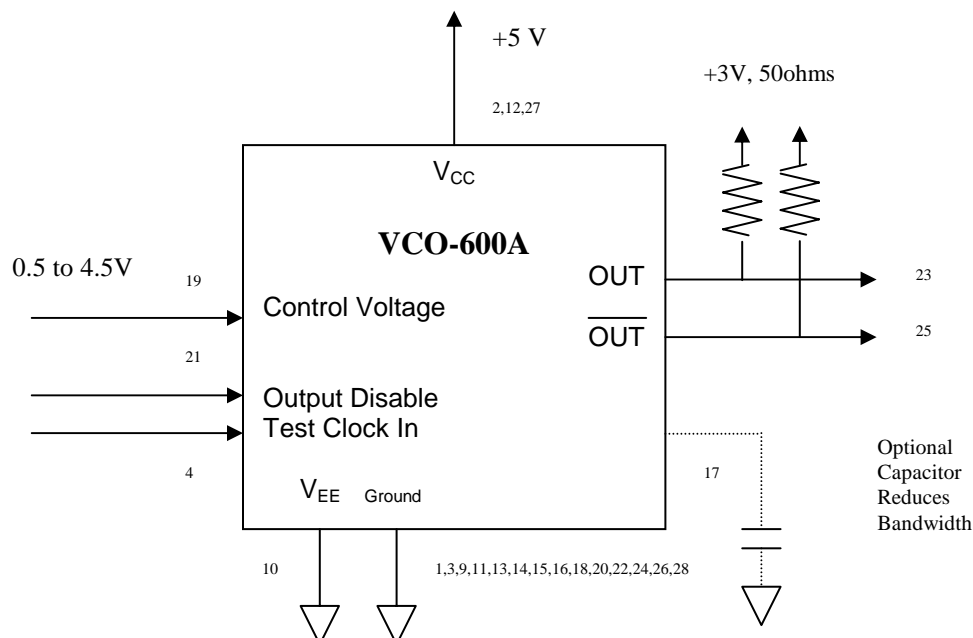 +5 V
+3V, 50ohms
2,12,27
VCC
VCO-600A
0.5 to 4.5V
19
OUT
23
Control Voltage
OUT
25
21
Output Disable
Test Clock In
4
17
Optional
Capacitor
Reduces
Bandwidth
VEE
Ground
10
1,3,9,11,13,14,15,16,18,20,22,24,26,28